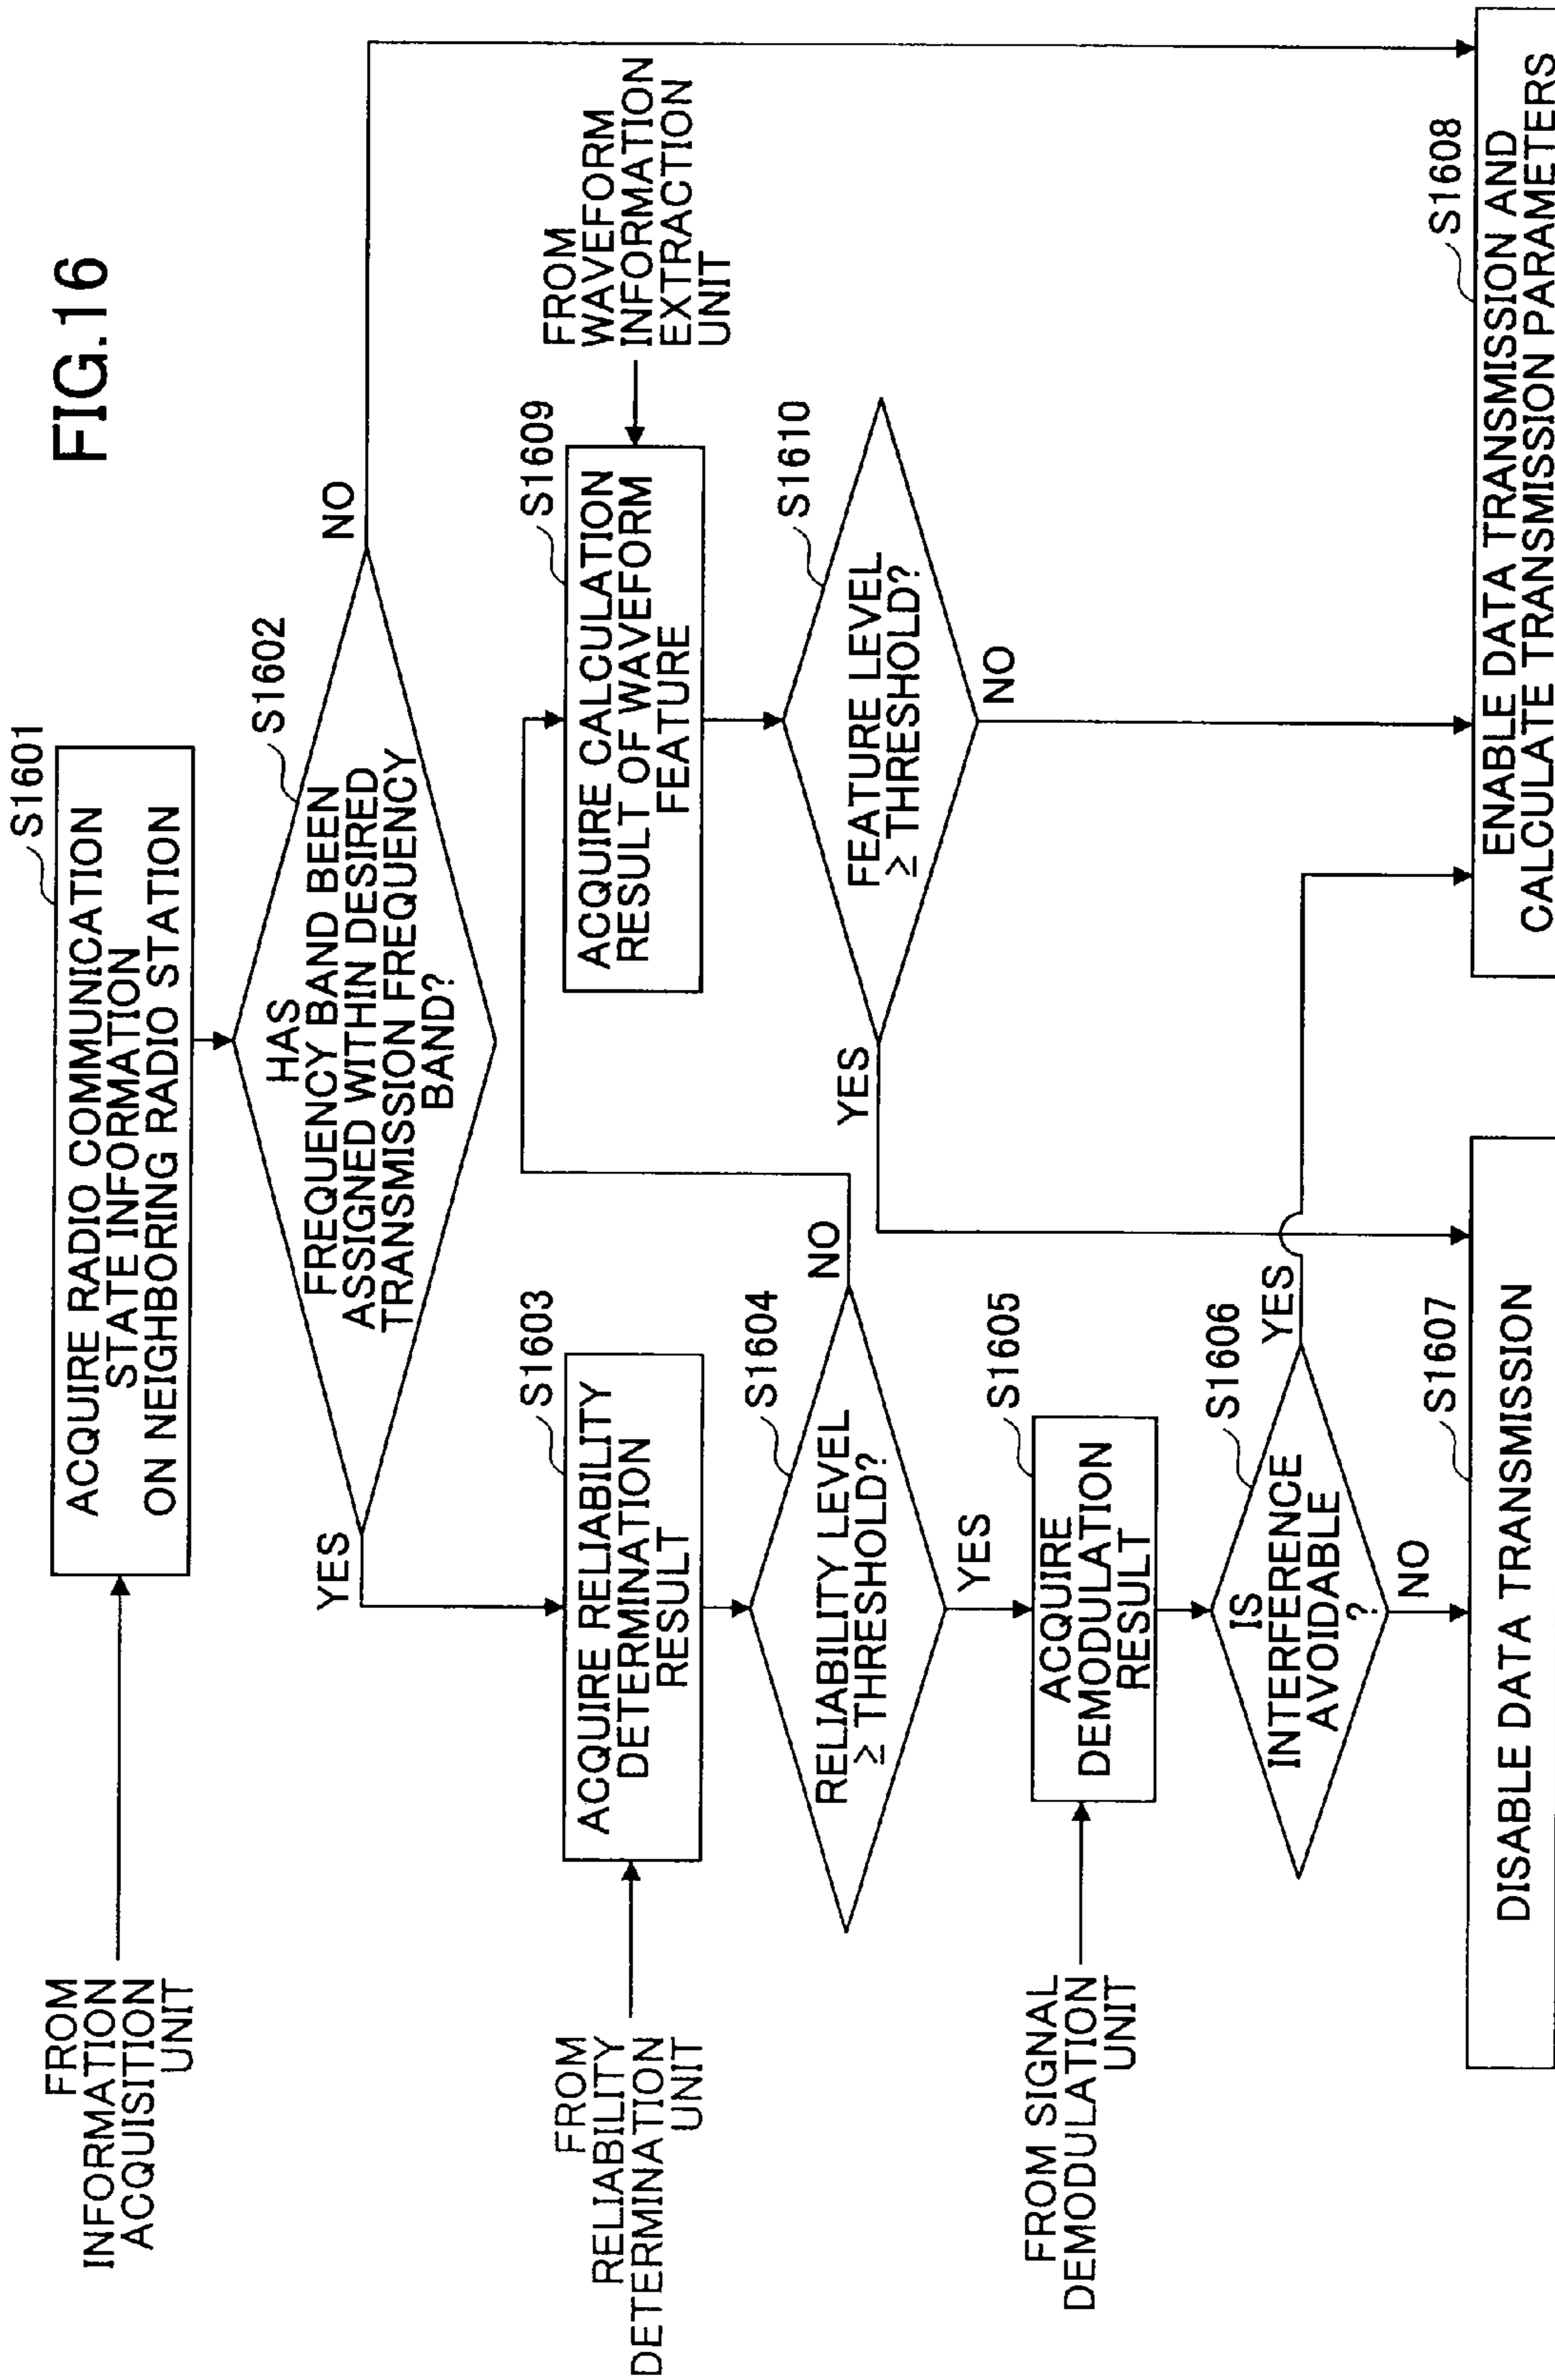 FIG.16
FROM
INFORMATION
ACQUISITION
UNIT
S1601
ACQUIRE RADIO COMMUNICATION
STATE INFORMATION
ON NEIGHBORING RADIO STATION
S1602
HAS
FREQUENCY BAND BEEN
ASSIGNED WITHIN DESIRED
TRANSMISSION FREQUENCY
BAND?
YES
NO
FROM
RELIABILITY
DETERMINATION
UNIT
S1603
ACQUIRE RELIABILITY
DETERMINATION
RESULT
S1609
ACQUIRE CALCULATION
RESULT OF WAVEFORM
FEATURE
FROM
WAVEFORM
INFORMATION
EXTRACTION
UNIT
S1604
RELIABILITY LEVEL
≥ THRESHOLD?
NO
YES
S1610
FEATURE LEVEL
≥ THRESHOLD?
YES
NO
FROM SIGNAL
DEMODULATION
UNIT
S1605
ACQUIRE
DEMODULATION
RESULT
S1606
IS
INTERFERENCE
AVOIDABLE
?
YES
NO
S1607
DISABLE DATA TRANSMISSION
S1608
ENABLE DATA TRANSMISSION AND
CALCULATE TRANSMISSION PARAMETERS